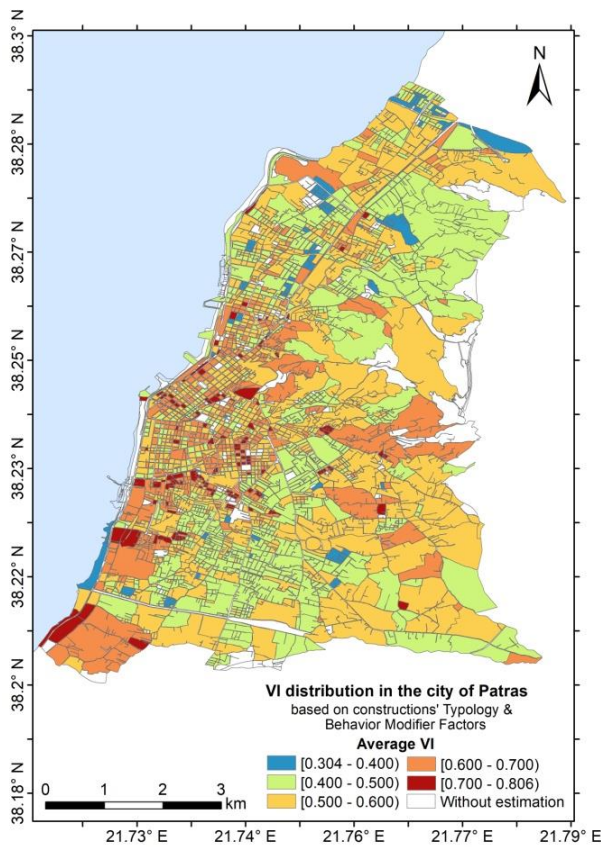 38.3° N
38.28° N
38.27° N
38.25° N
38.23° N
38.22° N
38.2° N
38.18° N
N
VI distribution in the city of Patras
based on constructions' Typology &
Behavior Modifier Factors
Average VI
[0.304 - 0.400) [0.600 - 0.700)
[0.400 - 0.500) [0.700 - 0.806)
[0.500 - 0.600) Without estimation
0 1 2 3
km
21.73° E 21.74° E 21.76° E 21.77° E 21.79° E